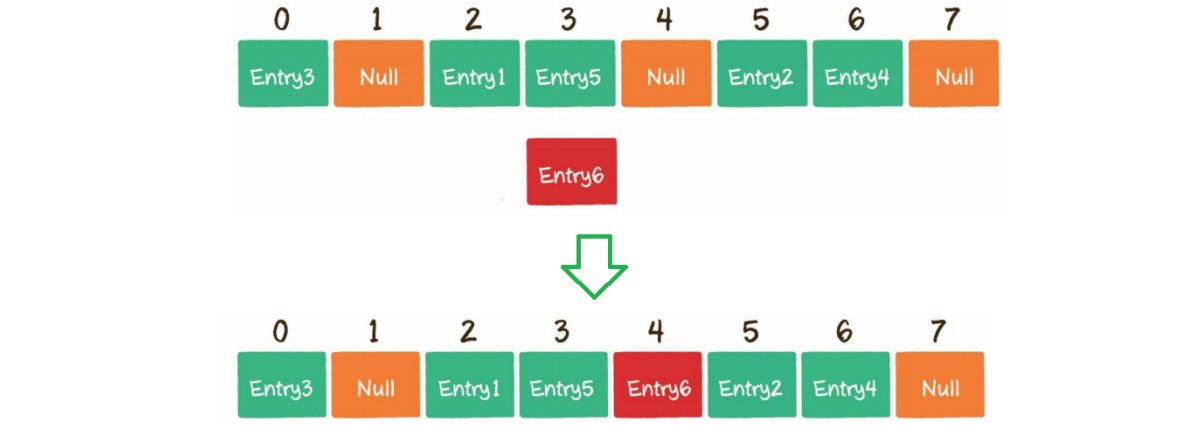 0 1 2 3 4 5 6 7
Entry3 Null Entry1 Entry5 Null Entry2 Entry4 Null
Entry6
0 1 2 3 4 5 6 7
Entry3 Null Entry1 Entry5 Entry6 Entry2 Entry4 Null